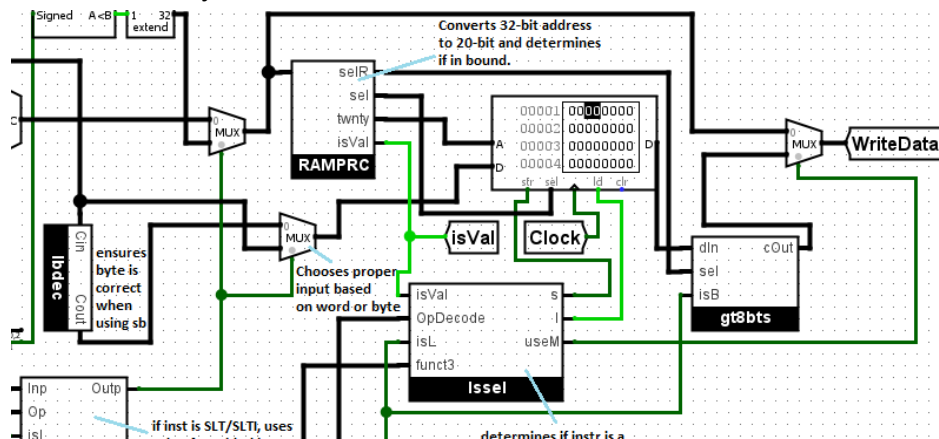 Signed A<B
1 32
extend
Converts 32-bit address
to 20-bit and determines
if in bound.
selR
sel
twnty
isVal
RAMPRC
0
MUX
00001 00000000
00002 00000000
00003 00000000
00004 00000000
A
D
D
str sel ld clr
0
MUX
WriteData
lbdec
Cin
Cout
ensures
byte is
correct
when
using sb
0
MUX
Chooses proper
input based
on word or byte
isVal
Clock
dIn
sel
isB
cOut
gt8bts
isVal
OpDecode
isL
funct3
s
l
useM
lssel
Inp
Op
isl
Outp
if inst is SLT/SLTI, uses
determines if instr is a